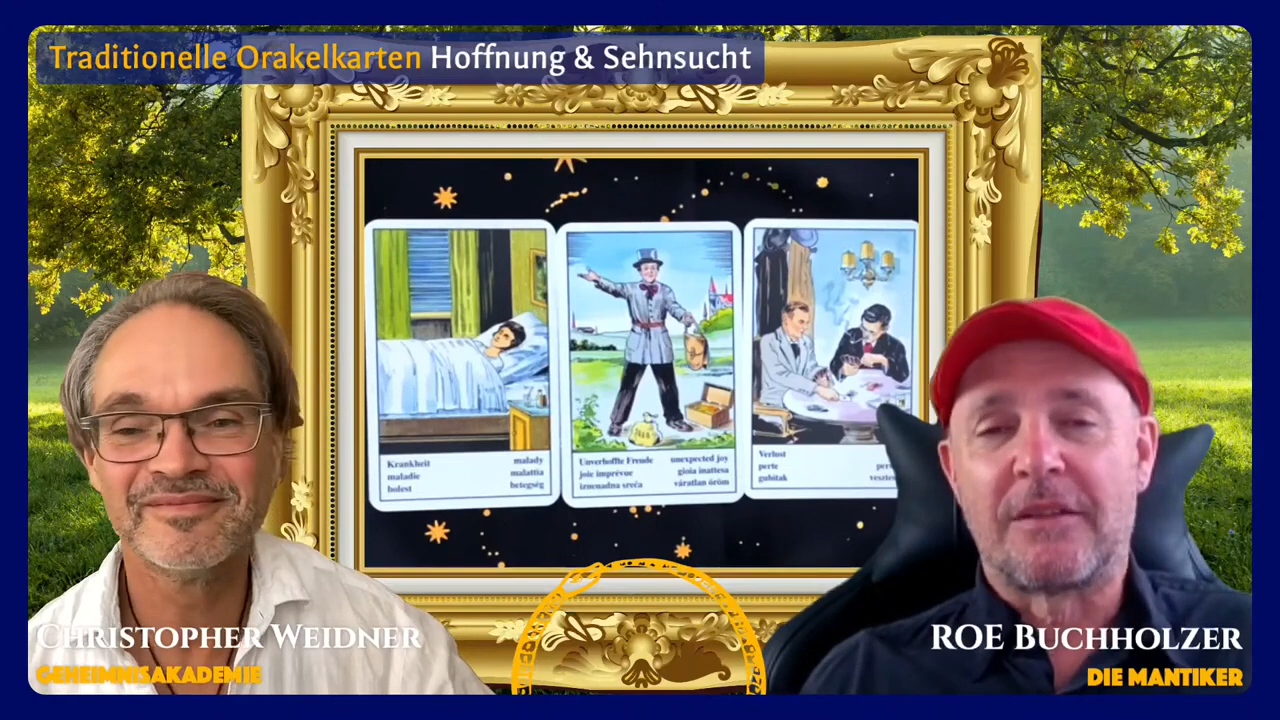 Traditionelle Orakelkarten Hoffnung & Sehnsucht
Krankheit malady
maladie malattia
bolest betegség
Unverhoffte Freude unexpected joy
joie imprévue gioia inattesa
iznenadna sreća váratlan öröm
Verlust
perte
gubitak
CHRISTOPHER WEIDNER
GEHEIMNISAKADEMIE
ROE BUCHHOLZER
DIE MANTIKER